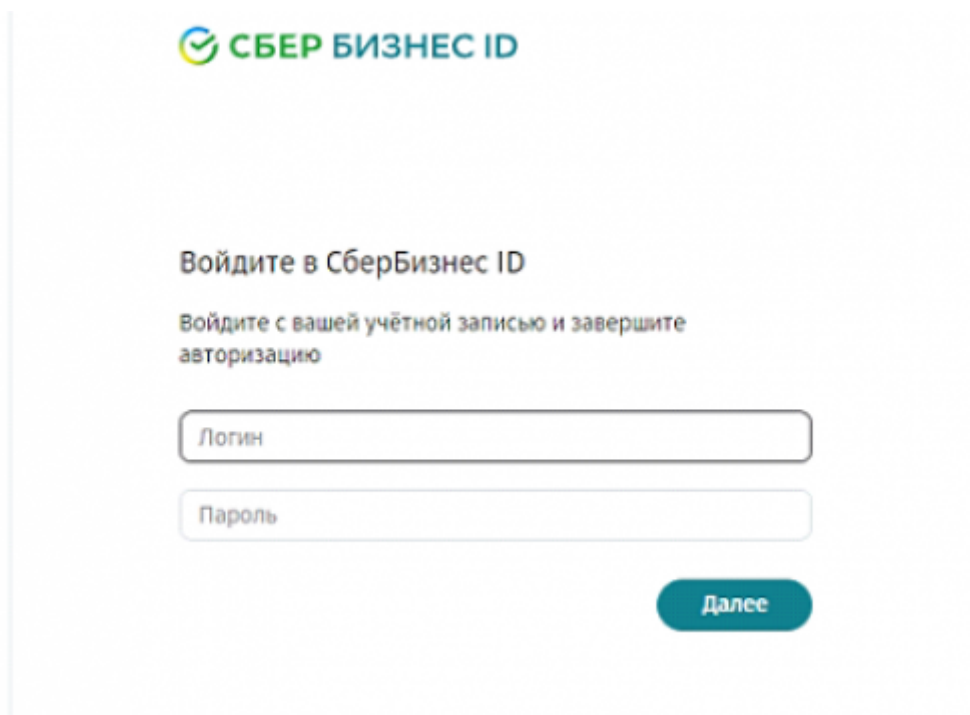 СБЕР БИЗНЕС ID
Войдите в СберБизнес ID
Войдите с вашей учётной записью и завершите
авторизацию
Логин
Пароль
Далее